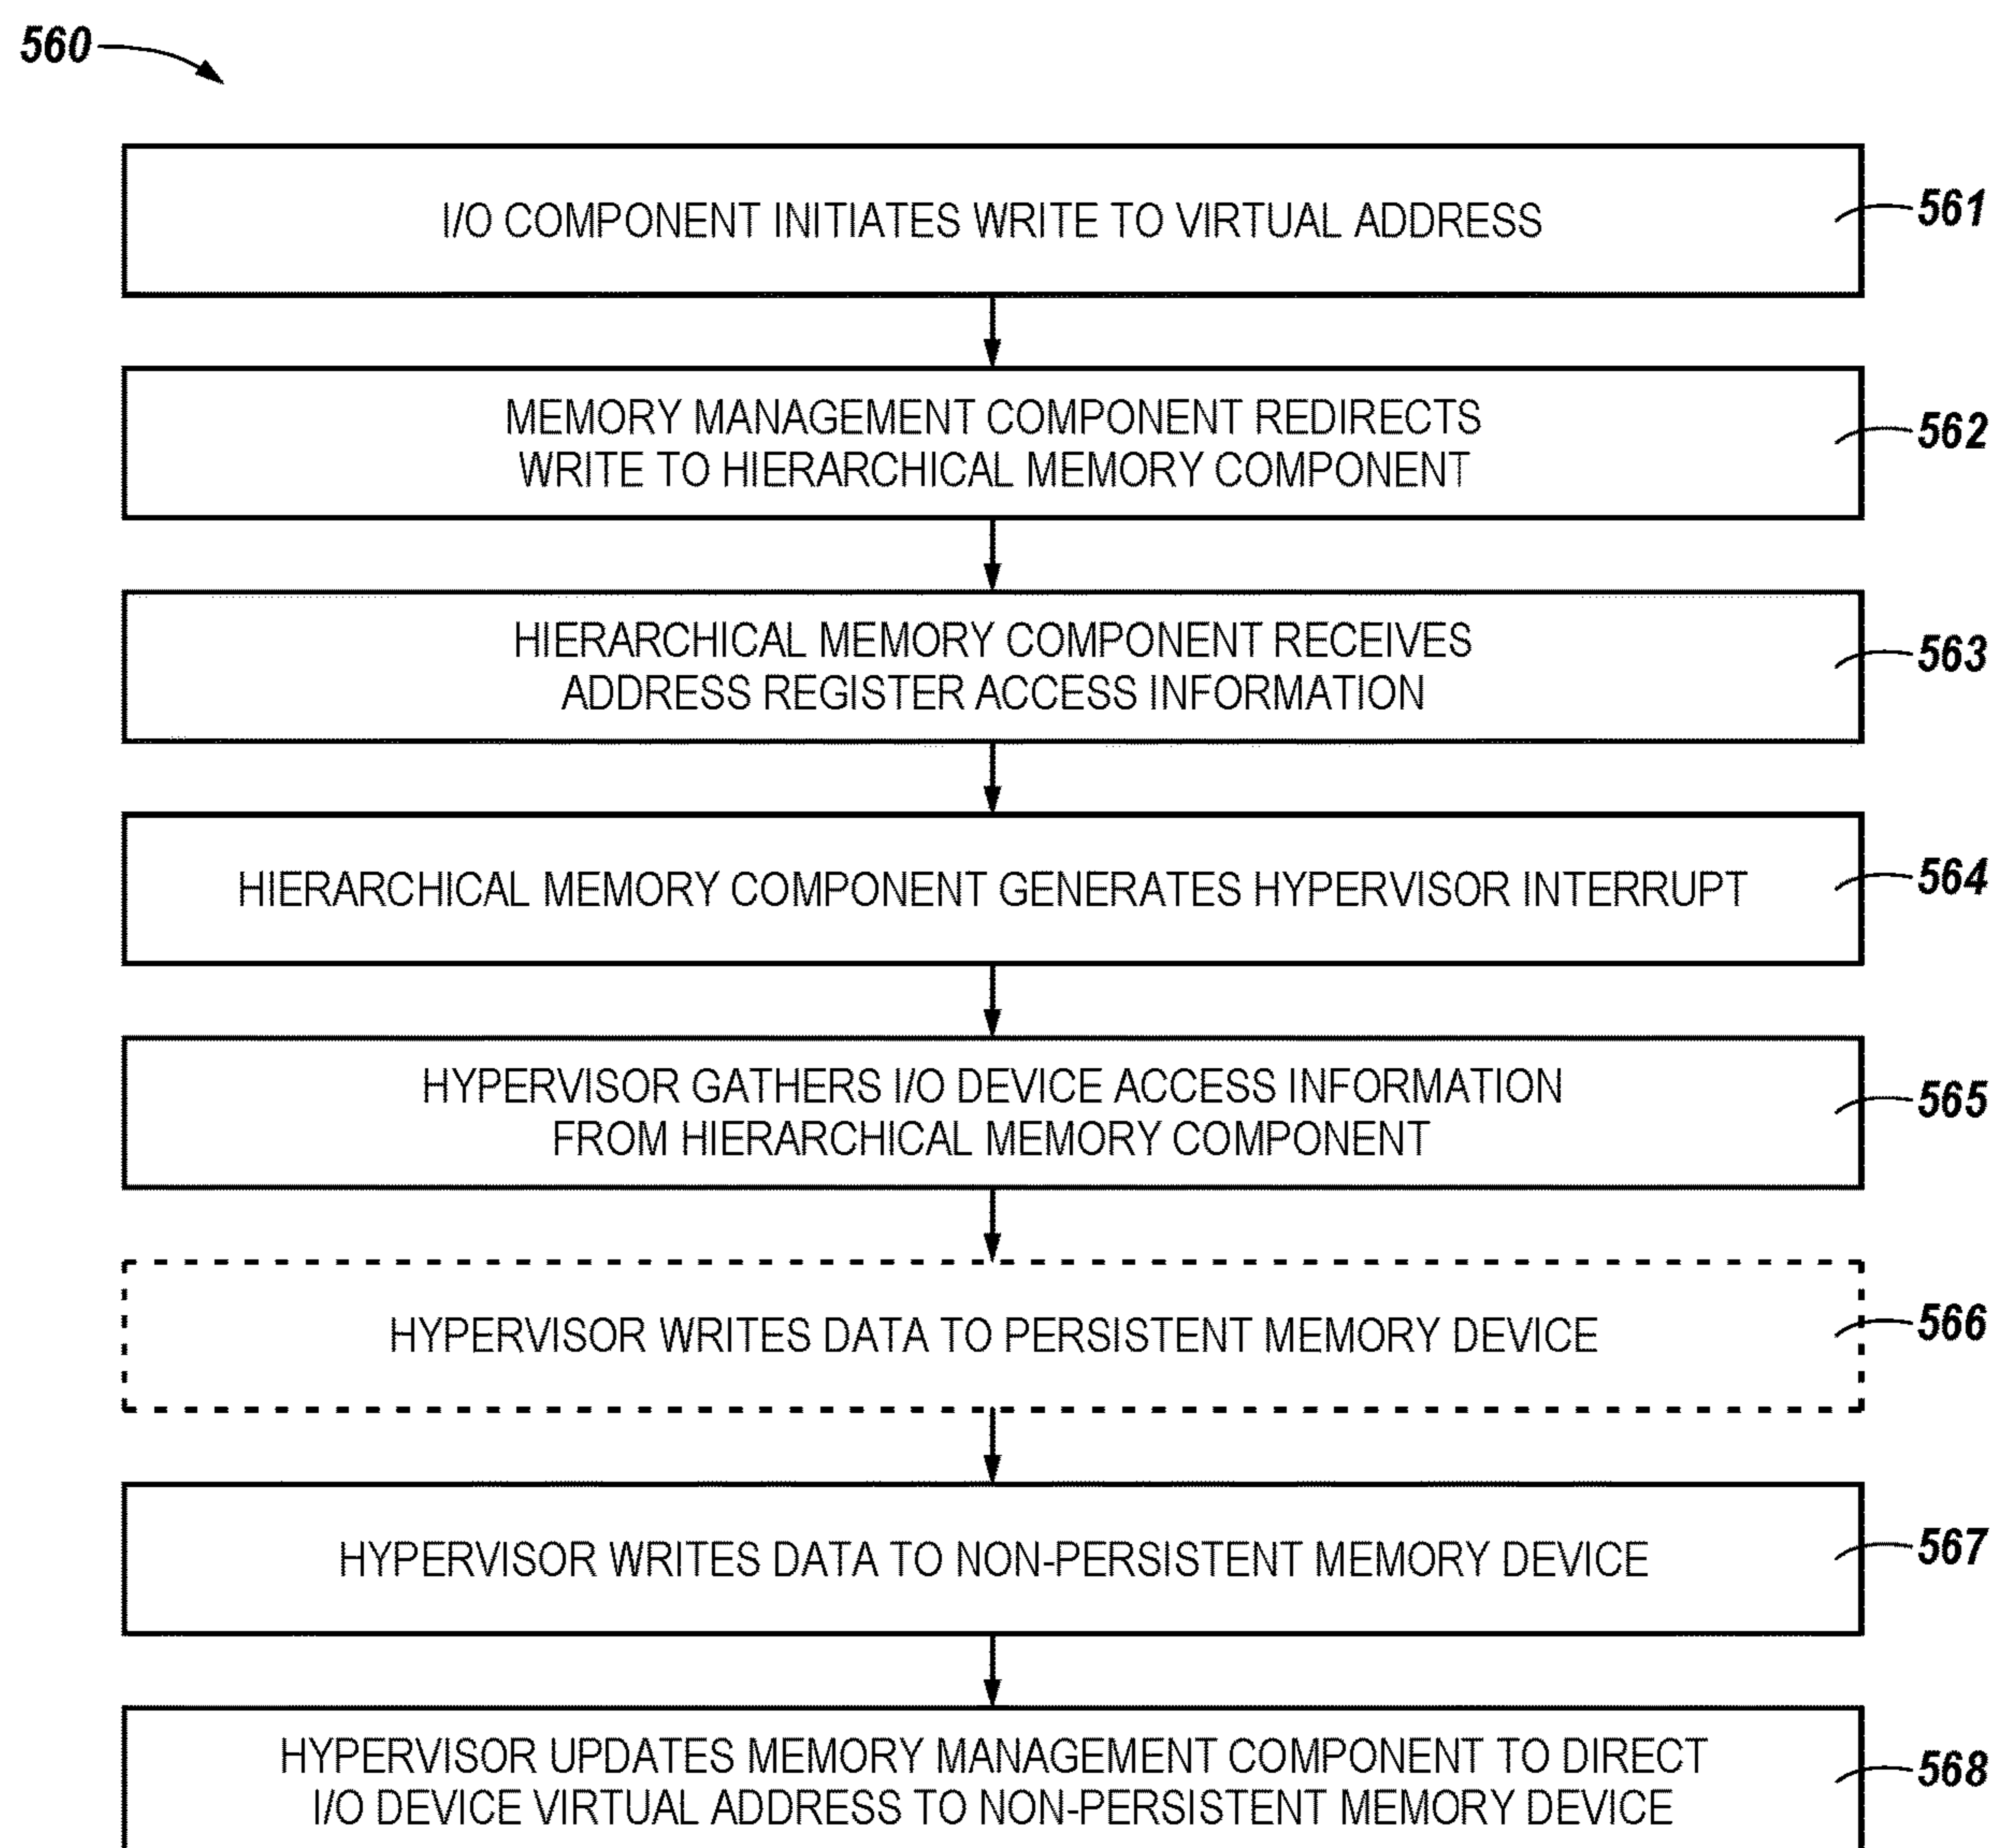 560
I/O COMPONENT INITIATES WRITE TO VIRTUAL ADDRESS
561
MEMORY MANAGEMENT COMPONENT REDIRECTS
WRITE TO HIERARCHICAL MEMORY COMPONENT
562
HIERARCHICAL MEMORY COMPONENT RECEIVES
ADDRESS REGISTER ACCESS INFORMATION
563
HIERARCHICAL MEMORY COMPONENT GENERATES HYPERVISOR INTERRUPT
564
HYPERVISOR GATHERS I/O DEVICE ACCESS INFORMATION
FROM HIERARCHICAL MEMORY COMPONENT
565
HYPERVISOR WRITES DATA TO PERSISTENT MEMORY DEVICE
566
HYPERVISOR WRITES DATA TO NON-PERSISTENT MEMORY DEVICE
567
HYPERVISOR UPDATES MEMORY MANAGEMENT COMPONENT TO DIRECT
I/O DEVICE VIRTUAL ADDRESS TO NON-PERSISTENT MEMORY DEVICE
568